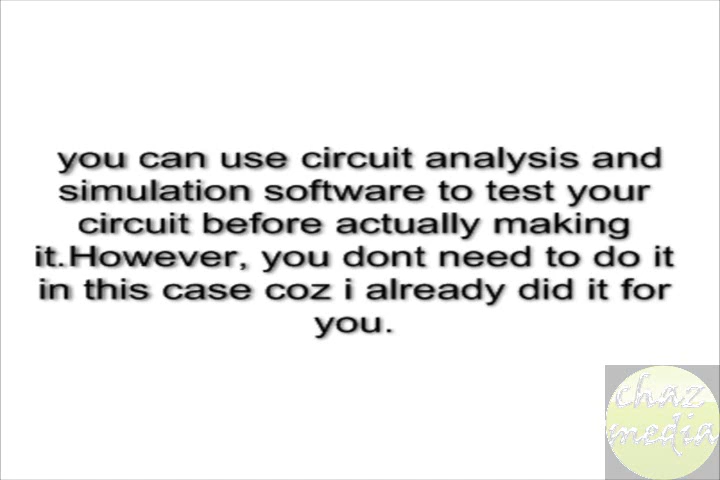 you can use circuit analysis and
simulation software to test your
circuit before actually making
it.However, you dont need to do it
in this case coz i already did it for
you.
chaz
media